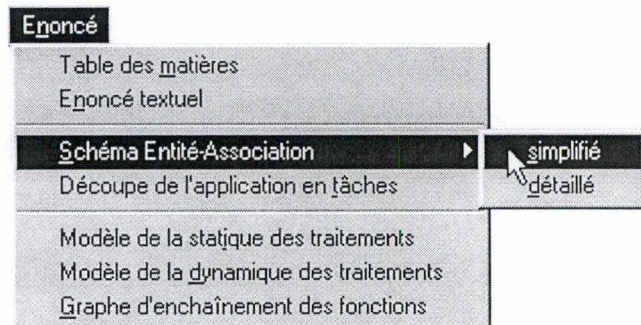 Enoncé
Table des matières
Enoncé textuel
Schéma Entité-Association
simplifié
Découpe de l'application en tâches
détaillé
Modèle de la statique des traitements
Modèle de la dynamique des traitements
Graphe d'enchaînement des fonctions